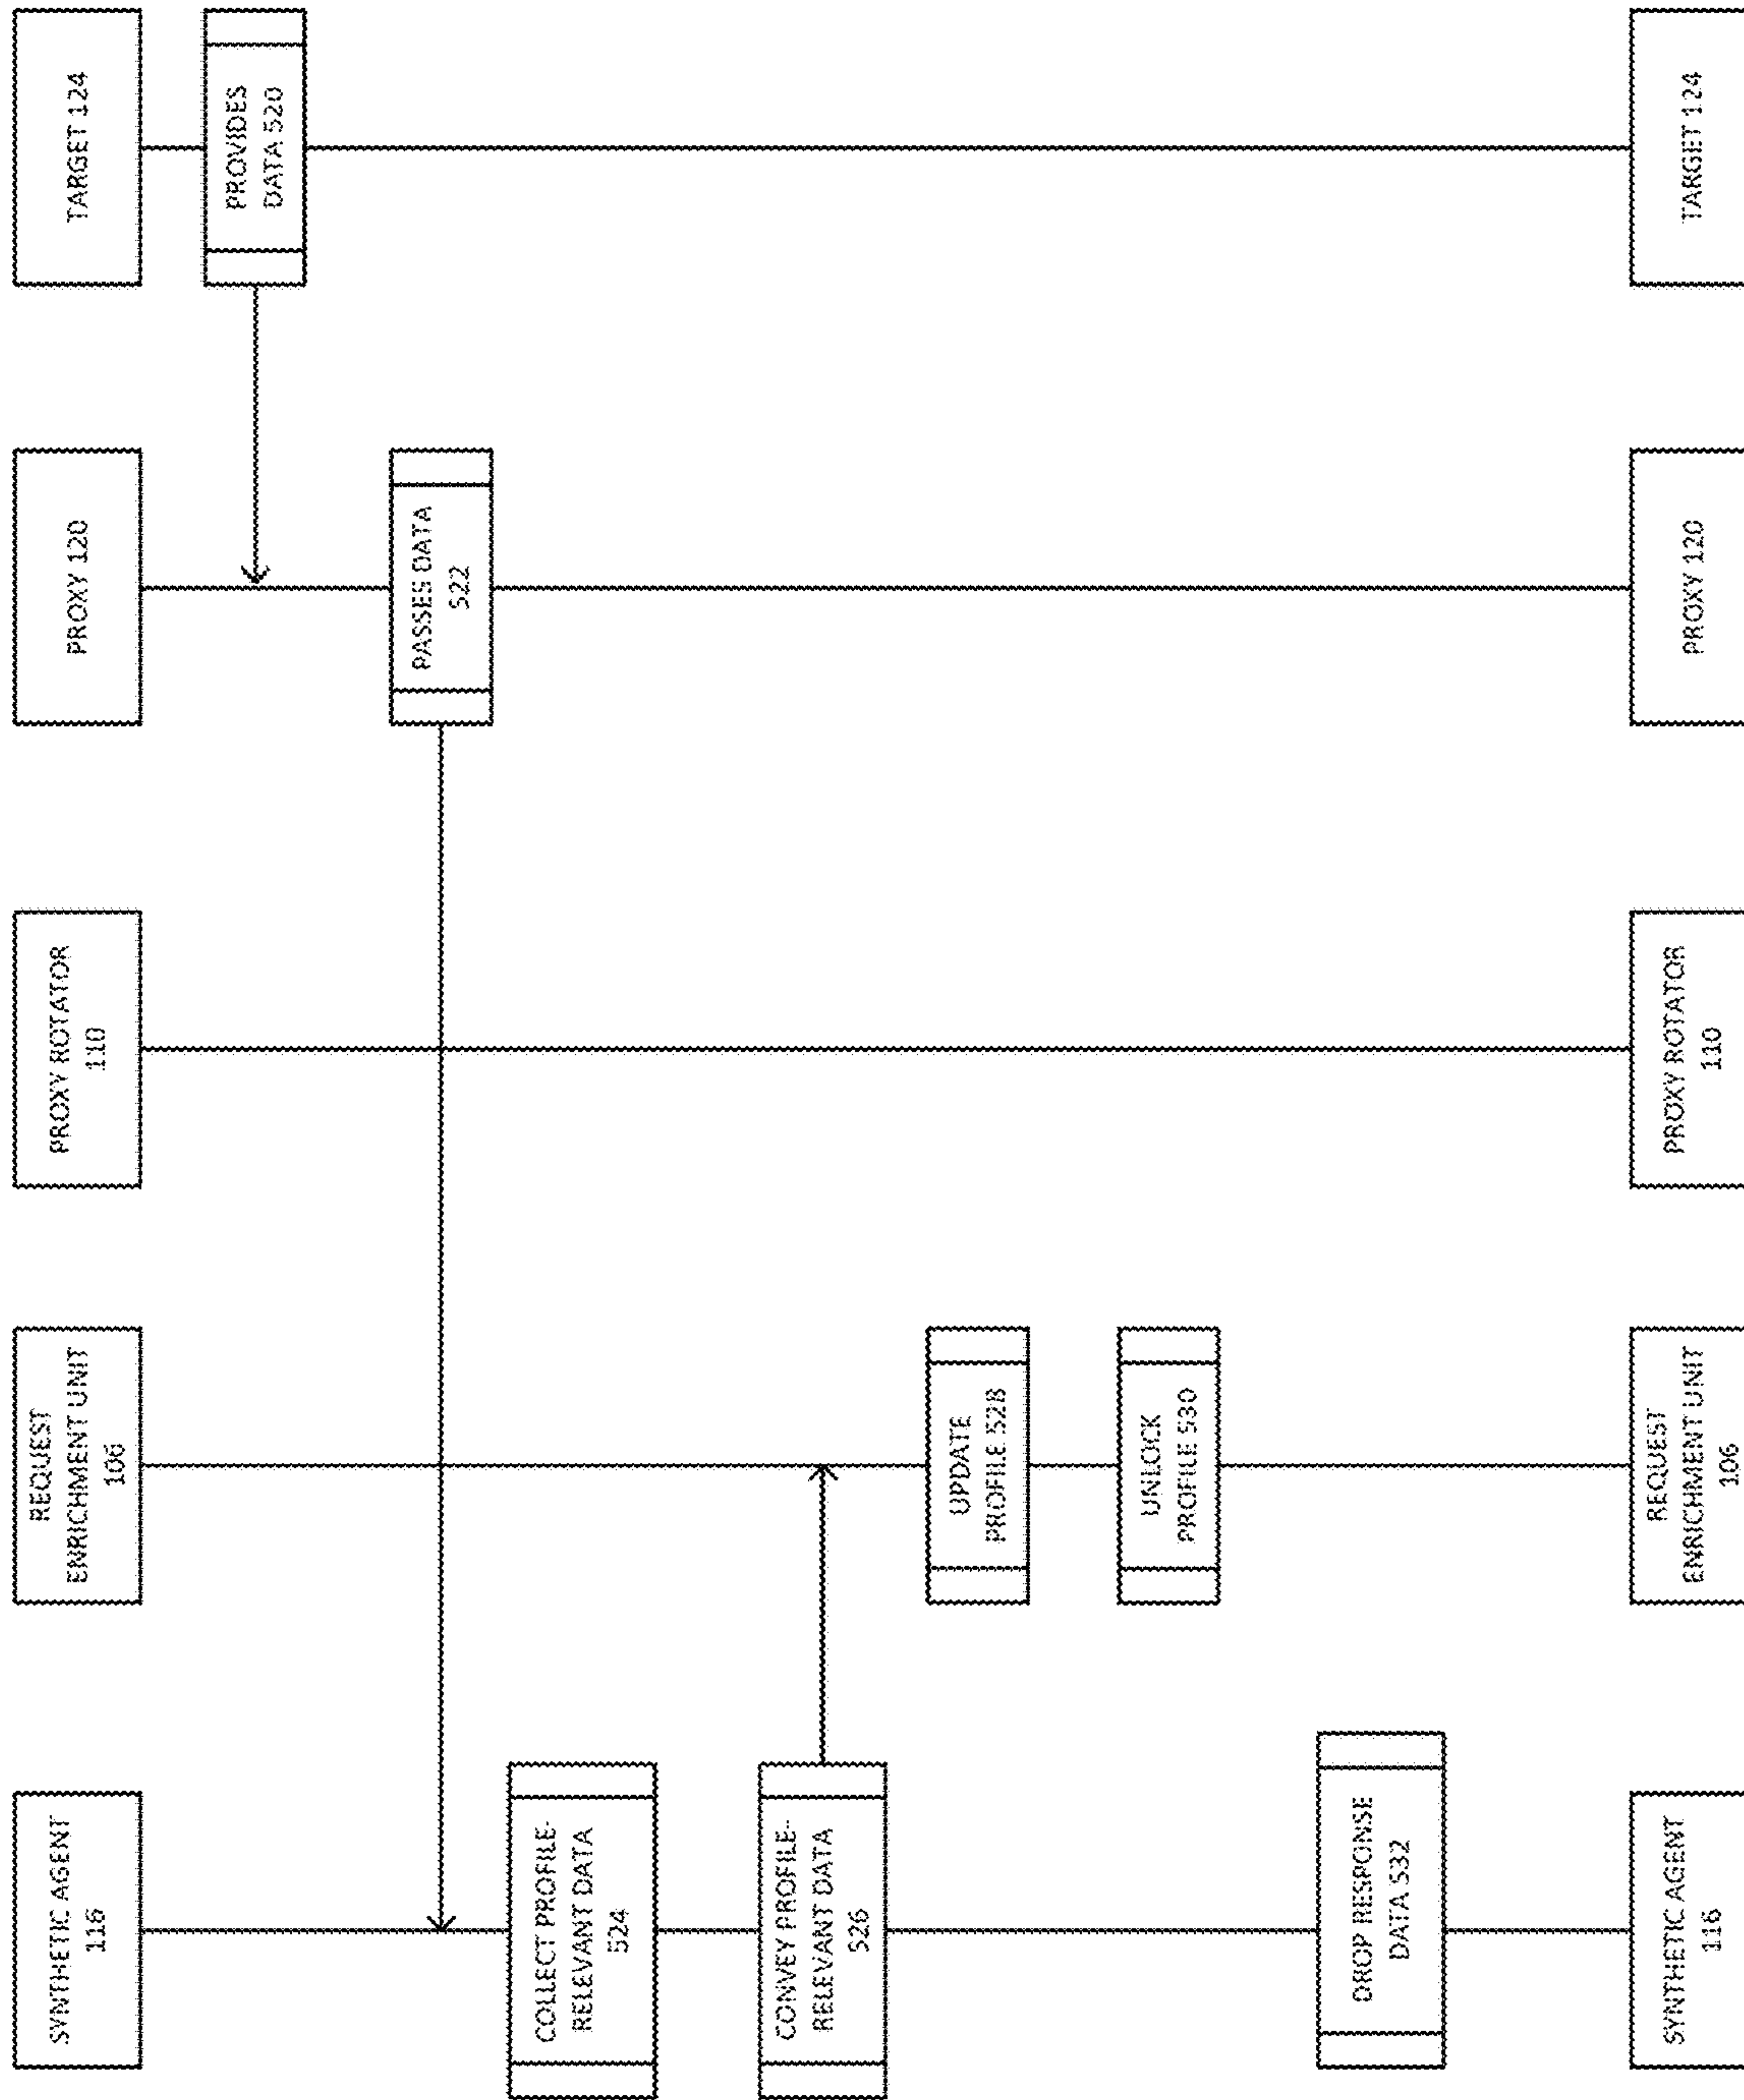 SYNTHETIC AGENT
116
REQUEST
ENRICHMENT UNIT
106
PROXY ROTATOR
110
PROXY 120
TARGET 124
PROVIDES
DATA 520
PASSES DATA
522
COLLECT PROFILE-
RELEVANT DATA
524
CONVEY PROFILE-
RELEVANT DATA
526
UPDATE
PROFILE 528
UNLOCK
PROFILE 530
DROP RESPONSE
DATA 532
SYNTHETIC AGENT
116
REQUEST
ENRICHMENT UNIT
106
PROXY ROTATOR
110
PROXY 120
TARGET 124